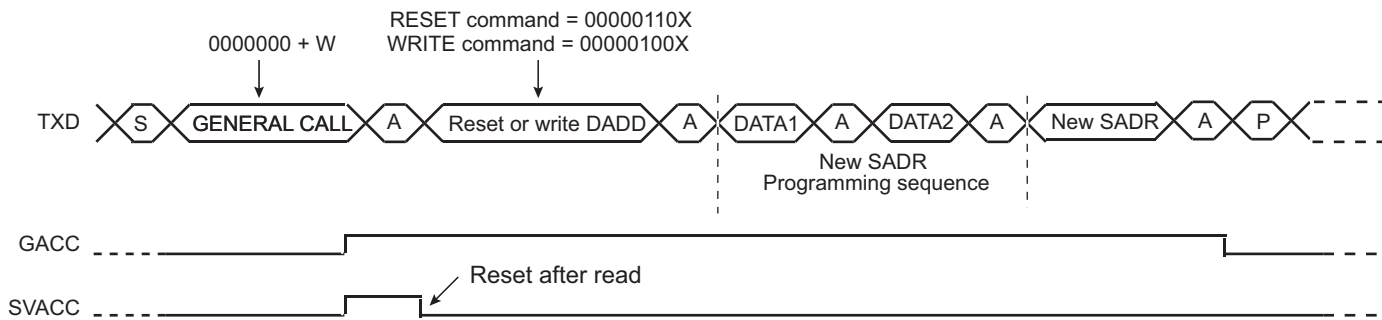 RESET command = 00000110X
0000000 + W
WRITE command = 00000100X
TXD S GENERAL CALL A Reset or write DADD A DATA1 A DATA2 A New SADR A P
New SADR
Programming sequence
GACC
Reset after read
SVACC